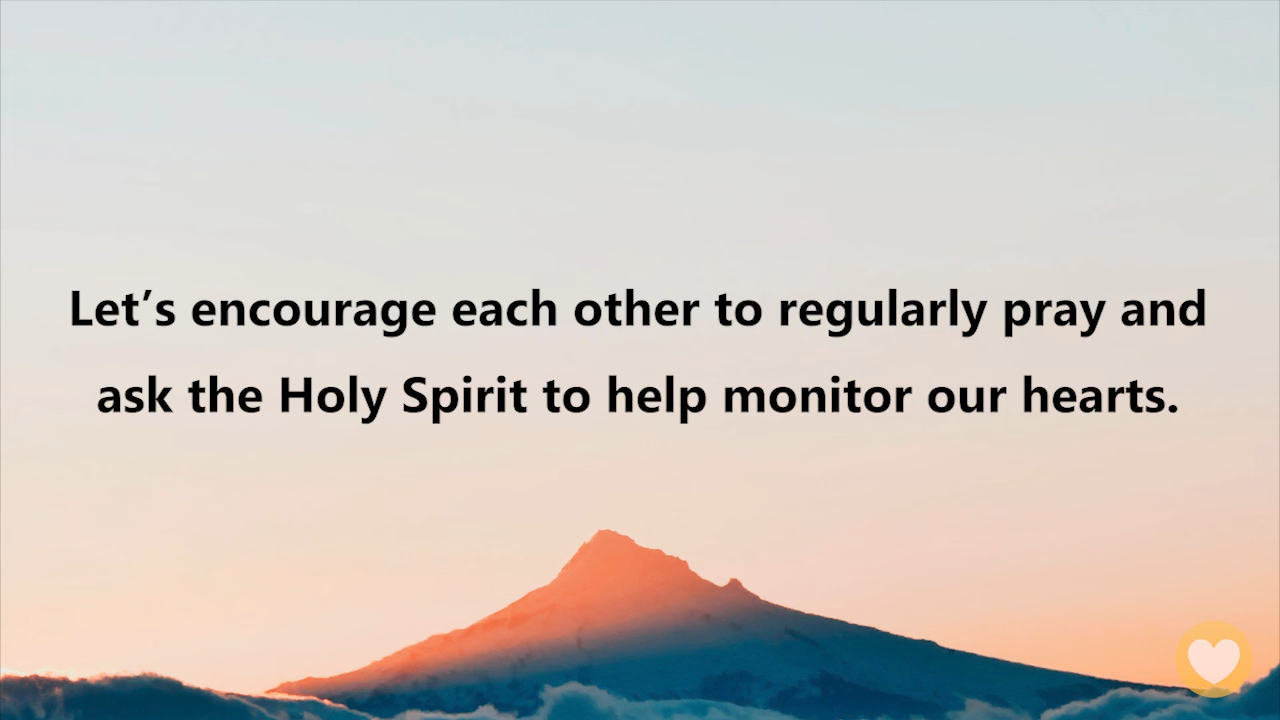 Let’s encourage each other to regularly pray and
ask the Holy Spirit to help monitor our hearts.